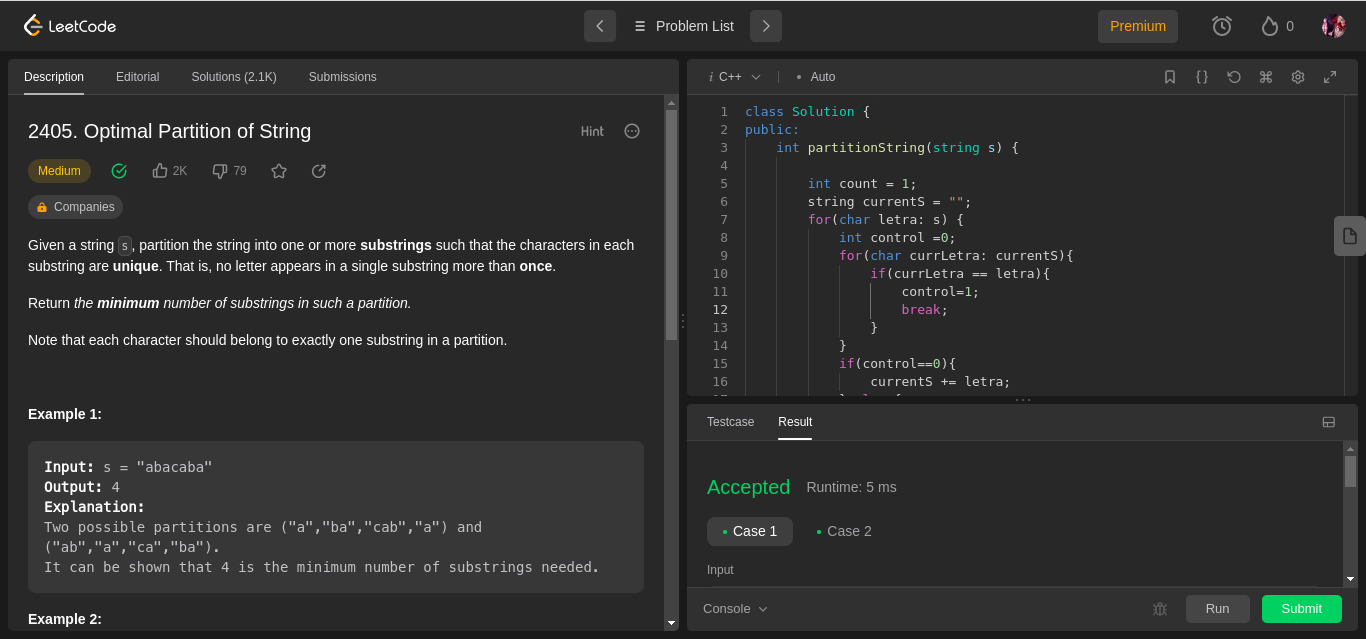 LeetCode
Problem List
Premium
0
Description Editorial Solutions (2.1K) Submissions
2405. Optimal Partition of String
Hint
Medium 2K 79
Companies
Given a string s, partition the string into one or more substrings such that the characters in each
substring are unique. That is, no letter appears in a single substring more than once.
Return the minimum number of substrings in such a partition.
Note that each character should belong to exactly one substring in a partition.
Example 1:
Input: s = "abacaba"
Output: 4
Explanation:
Two possible partitions are ("a","ba","cab","a") and
("ab","a","ca","ba").
It can be shown that 4 is the minimum number of substrings needed.
Example 2:
i C++ • Auto
1 class Solution {
2 public:
3 int partitionString(string s) {
4
5 int count = 1;
6 string currentS = "";
7 for(char letra: s) {
8 int control =0;
9 for(char currLetra: currentS){
10 if(currLetra == letra){
11 control=1;
12 break;
13 }
14 }
15 if(control==0){
16 currentS += letra;
Testcase Result
Accepted Runtime: 5 ms
• Case 1 • Case 2
Input
Console
Run Submit